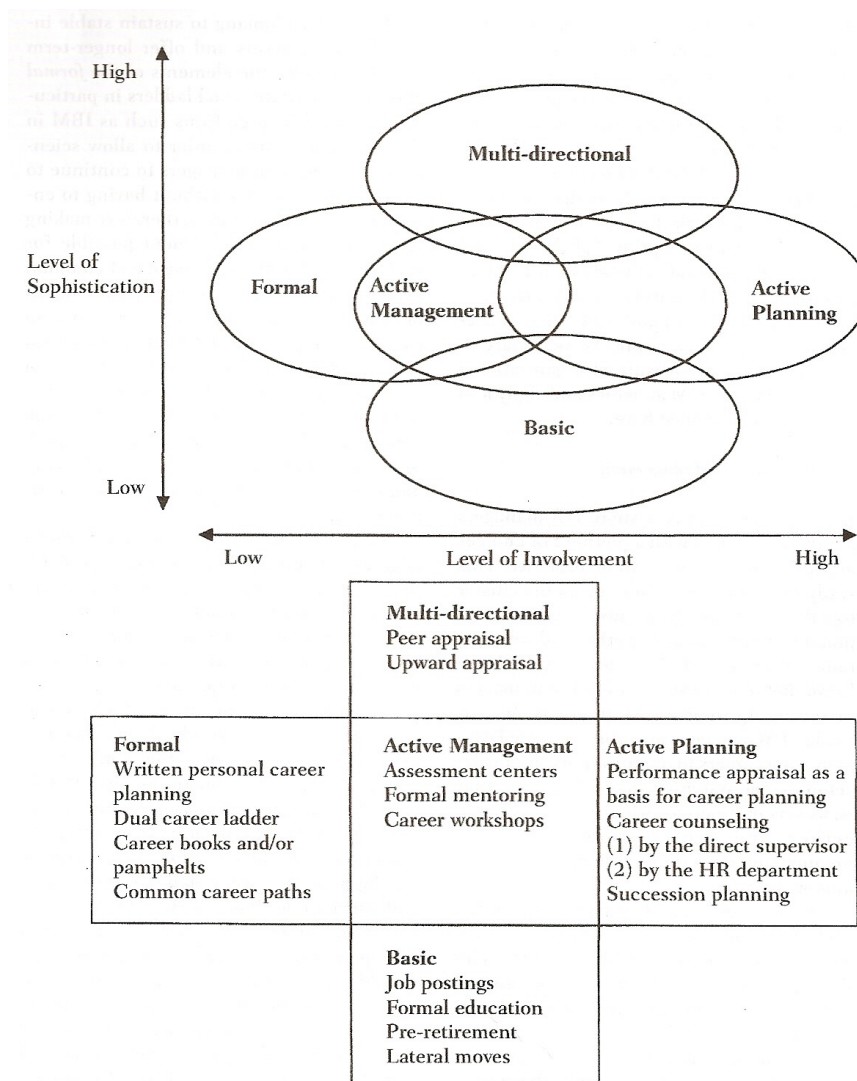 High
Multi-directional
Level of
Sophistication
Formal
Active
Management
Active
Planning
Basic
Low
Low
Level of Involvement
High
Multi-directional
Peer appraisal
Upward appraisal
Formal
Written personal career
planning
Dual career ladder
Career books and/or
pamphelts
Common career paths
Active Management
Assessment centers
Formal mentoring
Career workshops
Active Planning
Performance appraisal as a
basis for career planning
Career counseling
(1) by the direct supervisor
(2) by the HR department
Succession planning
Basic
Job postings
Formal education
Pre-retirement
Lateral moves